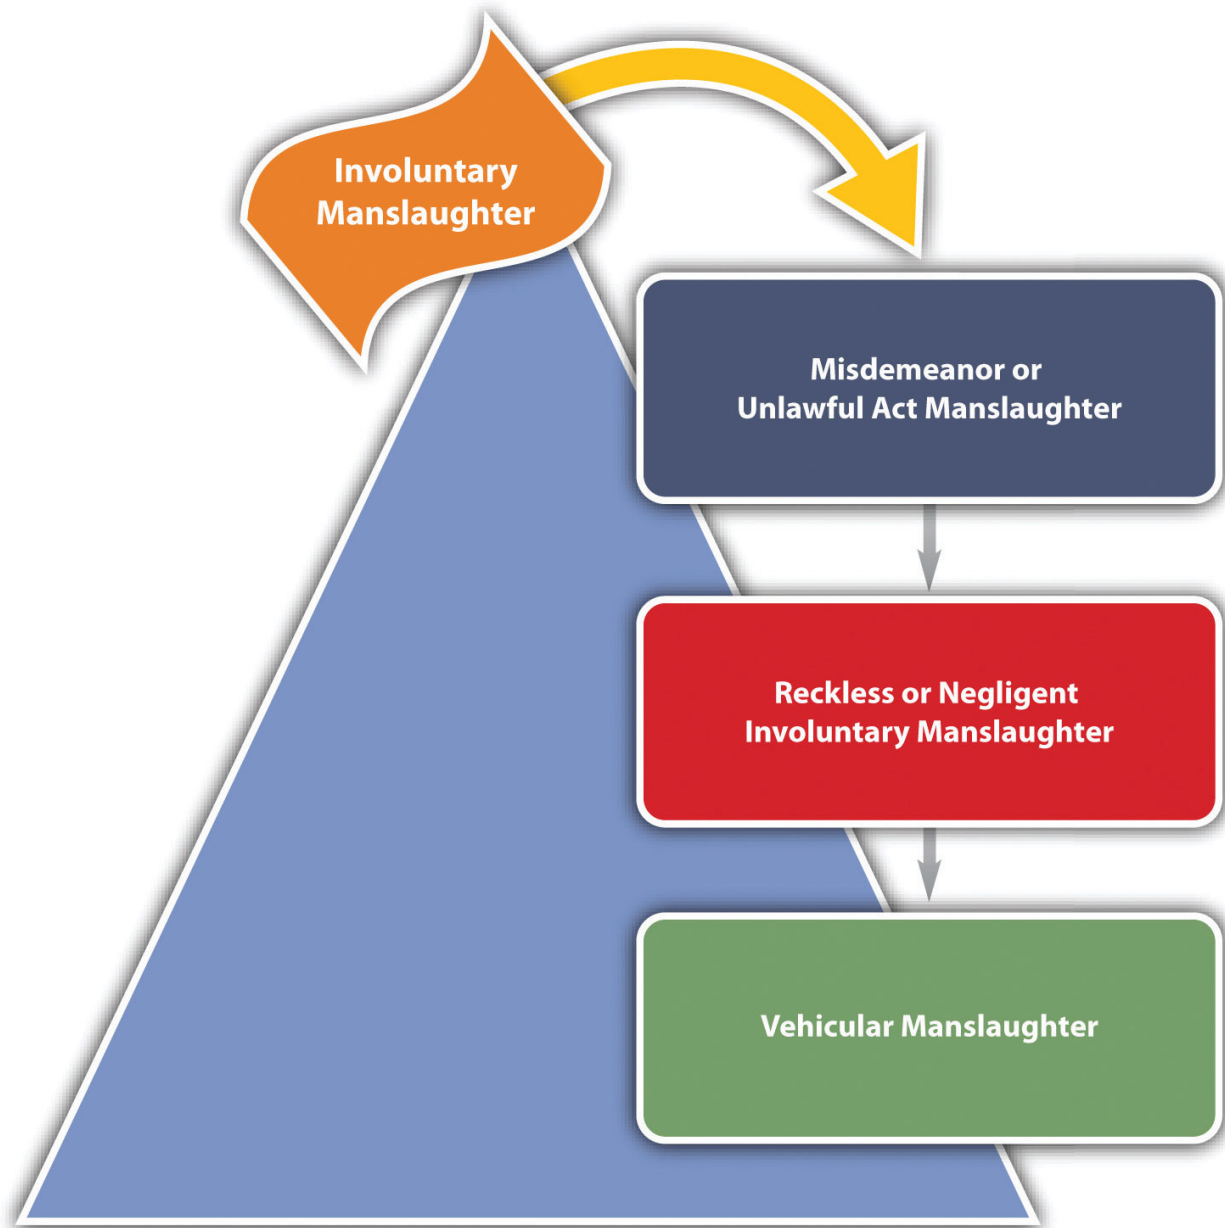 Involuntary
Manslaughter
Misdemeanor or
Unlawful Act Manslaughter
Reckless or Negligent
Involuntary Manslaughter
Vehicular Manslaughter